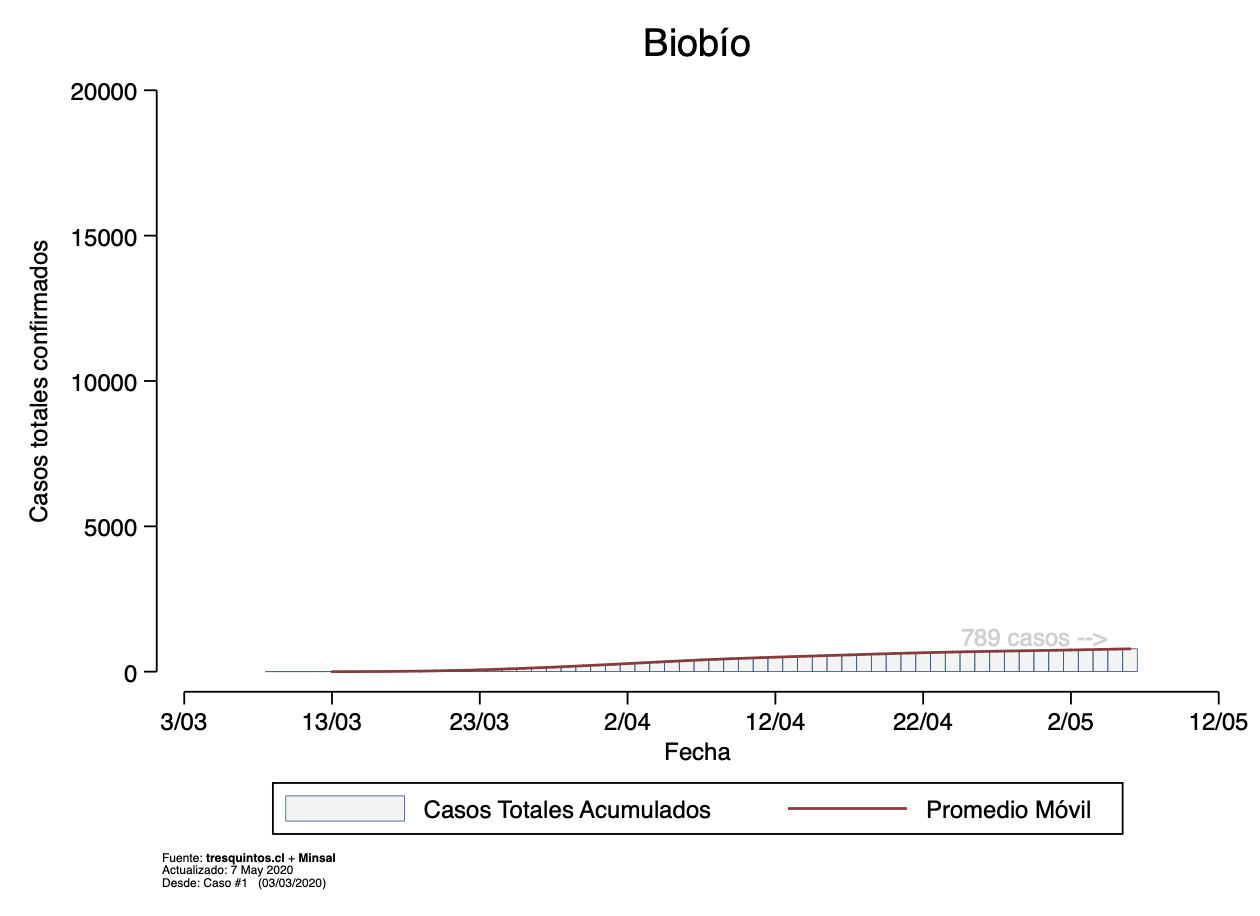 Biobío
20000
15000
10000
5000
0
Casos totales confirmados
789 casos -->
3/03 13/03 23/03 2/04 12/04 22/04 2/05 12/05
Fecha
Casos Totales Acumulados Promedio Móvil
Fuente: tresquintos.cl + Minsal
Actualizado: 7 May 2020
Desde: Caso #1 (03/03/2020)